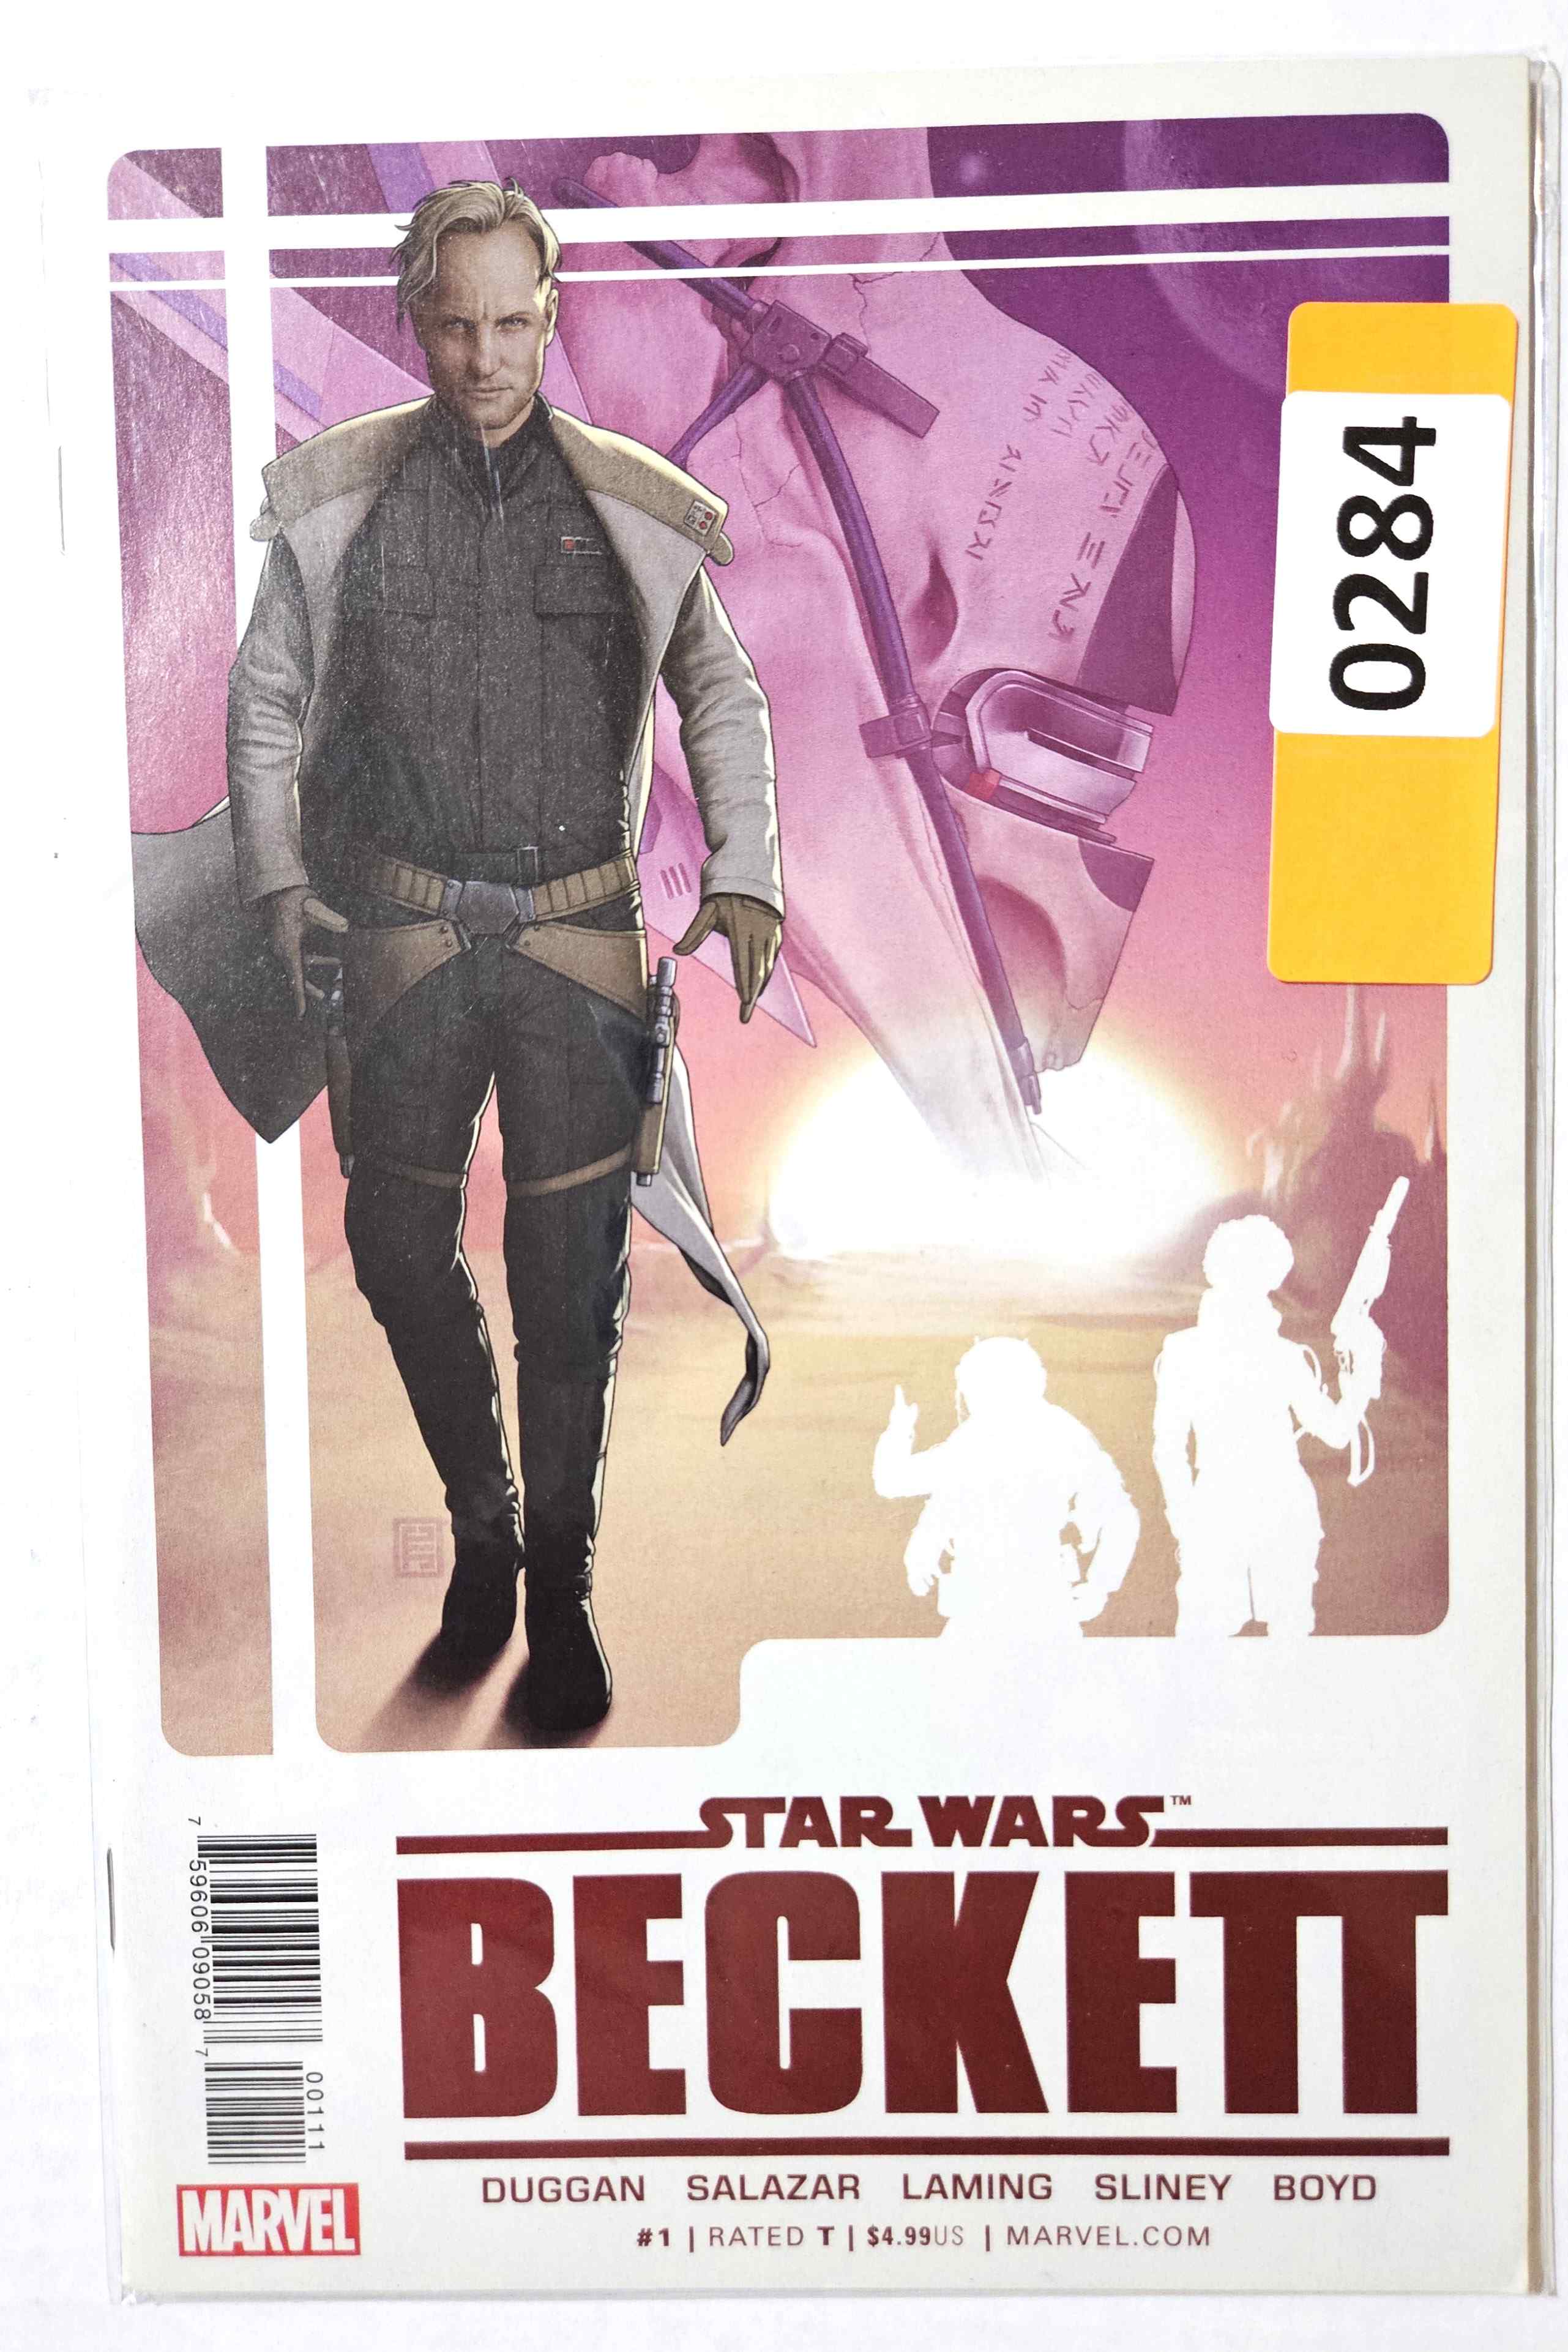 0284
STAR WARS™
BECKETT
DUGGAN SALAZAR LAMING SLINEY BOYD
#1 | RATED T | $4.99US | MARVEL.COM
7 59606 09058 7
00111
MARVEL